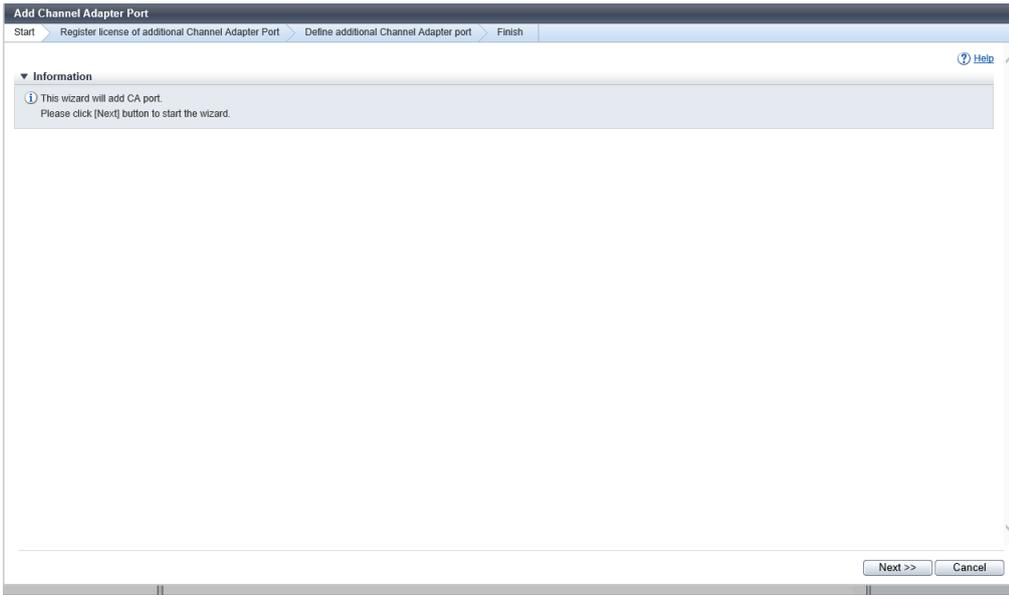 Add Channel Adapter Port
Start Register license of additional Channel Adapter Port Define additional Channel Adapter port Finish
Help
Information
This wizard will add CA port.
Please click [Next] button to start the wizard.
Next >> Cancel